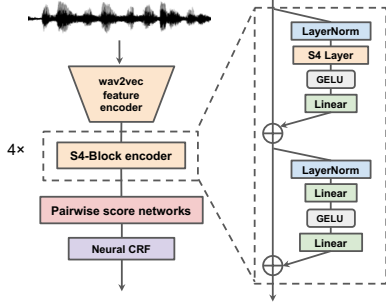 wav2vec
feature
encoder
4×
S4-Block encoder
Pairwise score networks
Neural CRF
LayerNorm
S4 Layer
GELU
Linear
LayerNorm
Linear
GELU
Linear